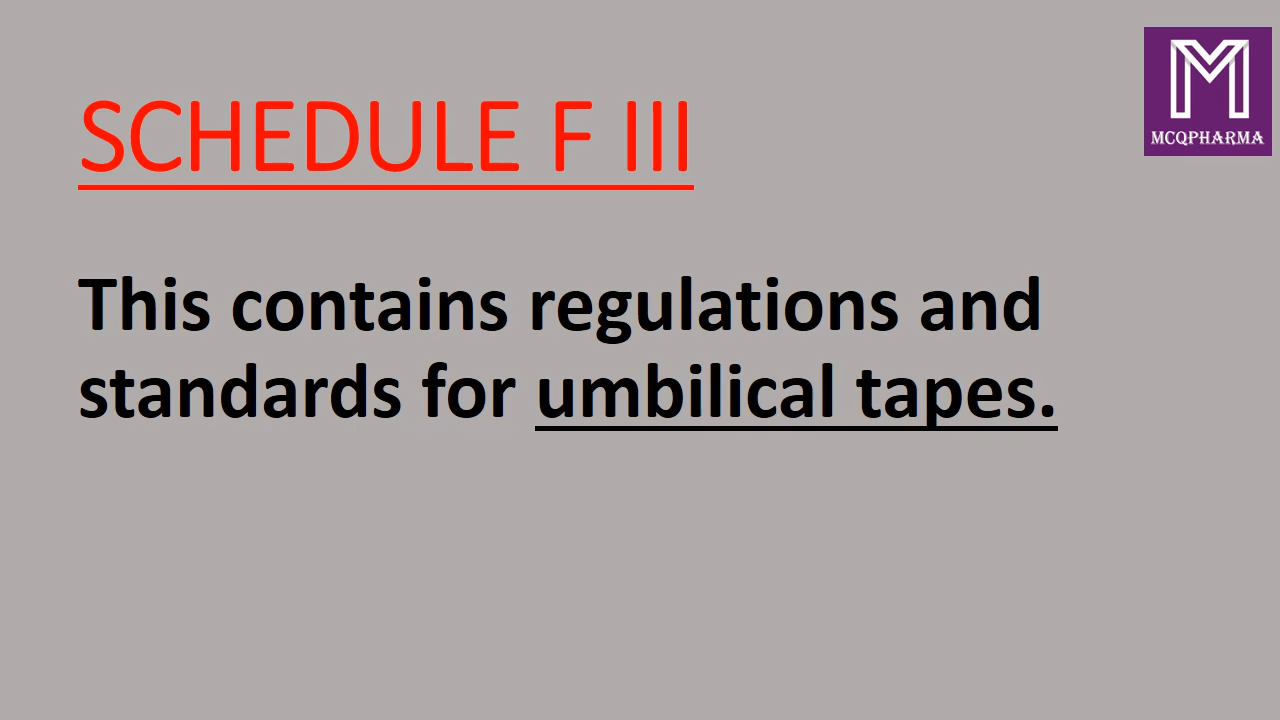 SCHEDULE F III
M
MCQPHARMA
This contains regulations and
standards for umbilical tapes.